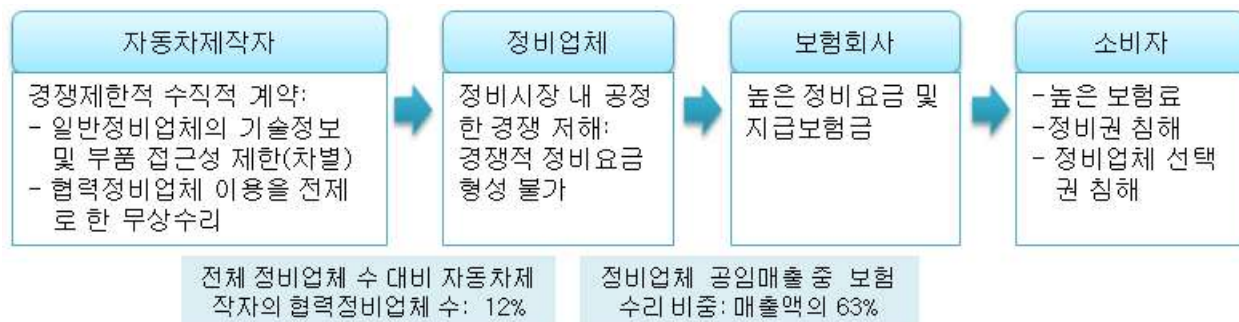 자동차제작자
경쟁제한적 수직적 계약:
- 일반정비업체의 기술정보
및 부품 접근성 제한(차별)
- 협력정비업체 이용을 전제
로 한 무상수리
정비업체
정비시장 내 공정
한 경쟁 저해:
경쟁적 정비요금
형성 불가
보험회사
높은 정비요금 및
지급보험금
소비자
-높은 보험료
-정비권 침해
- 정비업체 선택
권 침해
전체 정비업체 수 대비 자동차제
작자의 협력정비업체 수: 12%
정비업체 공임매출 중 보험
수리 비중: 매출액의 63%